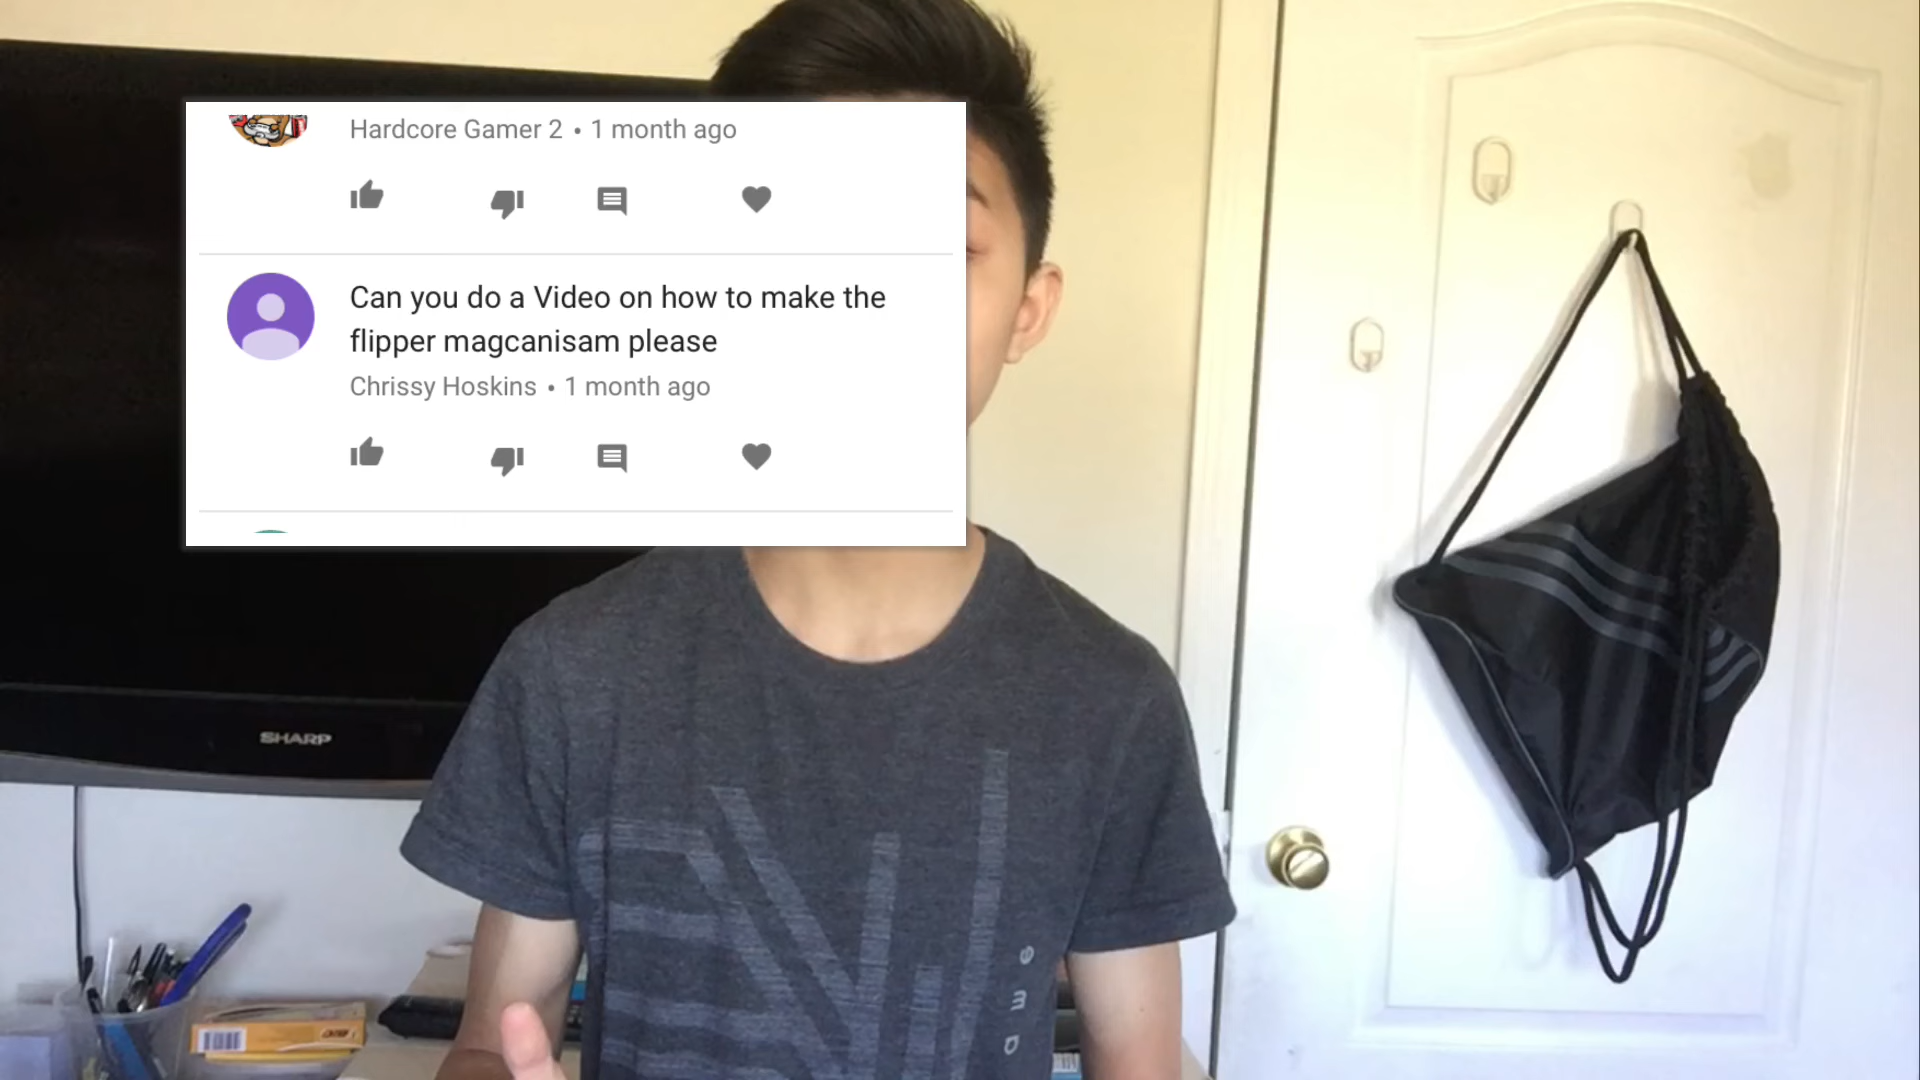 Hardcore Gamer 2 • 1 month ago
Can you do a Video on how to make the
flipper magcanisam please
Chrissy Hoskins • 1 month ago
SHARP